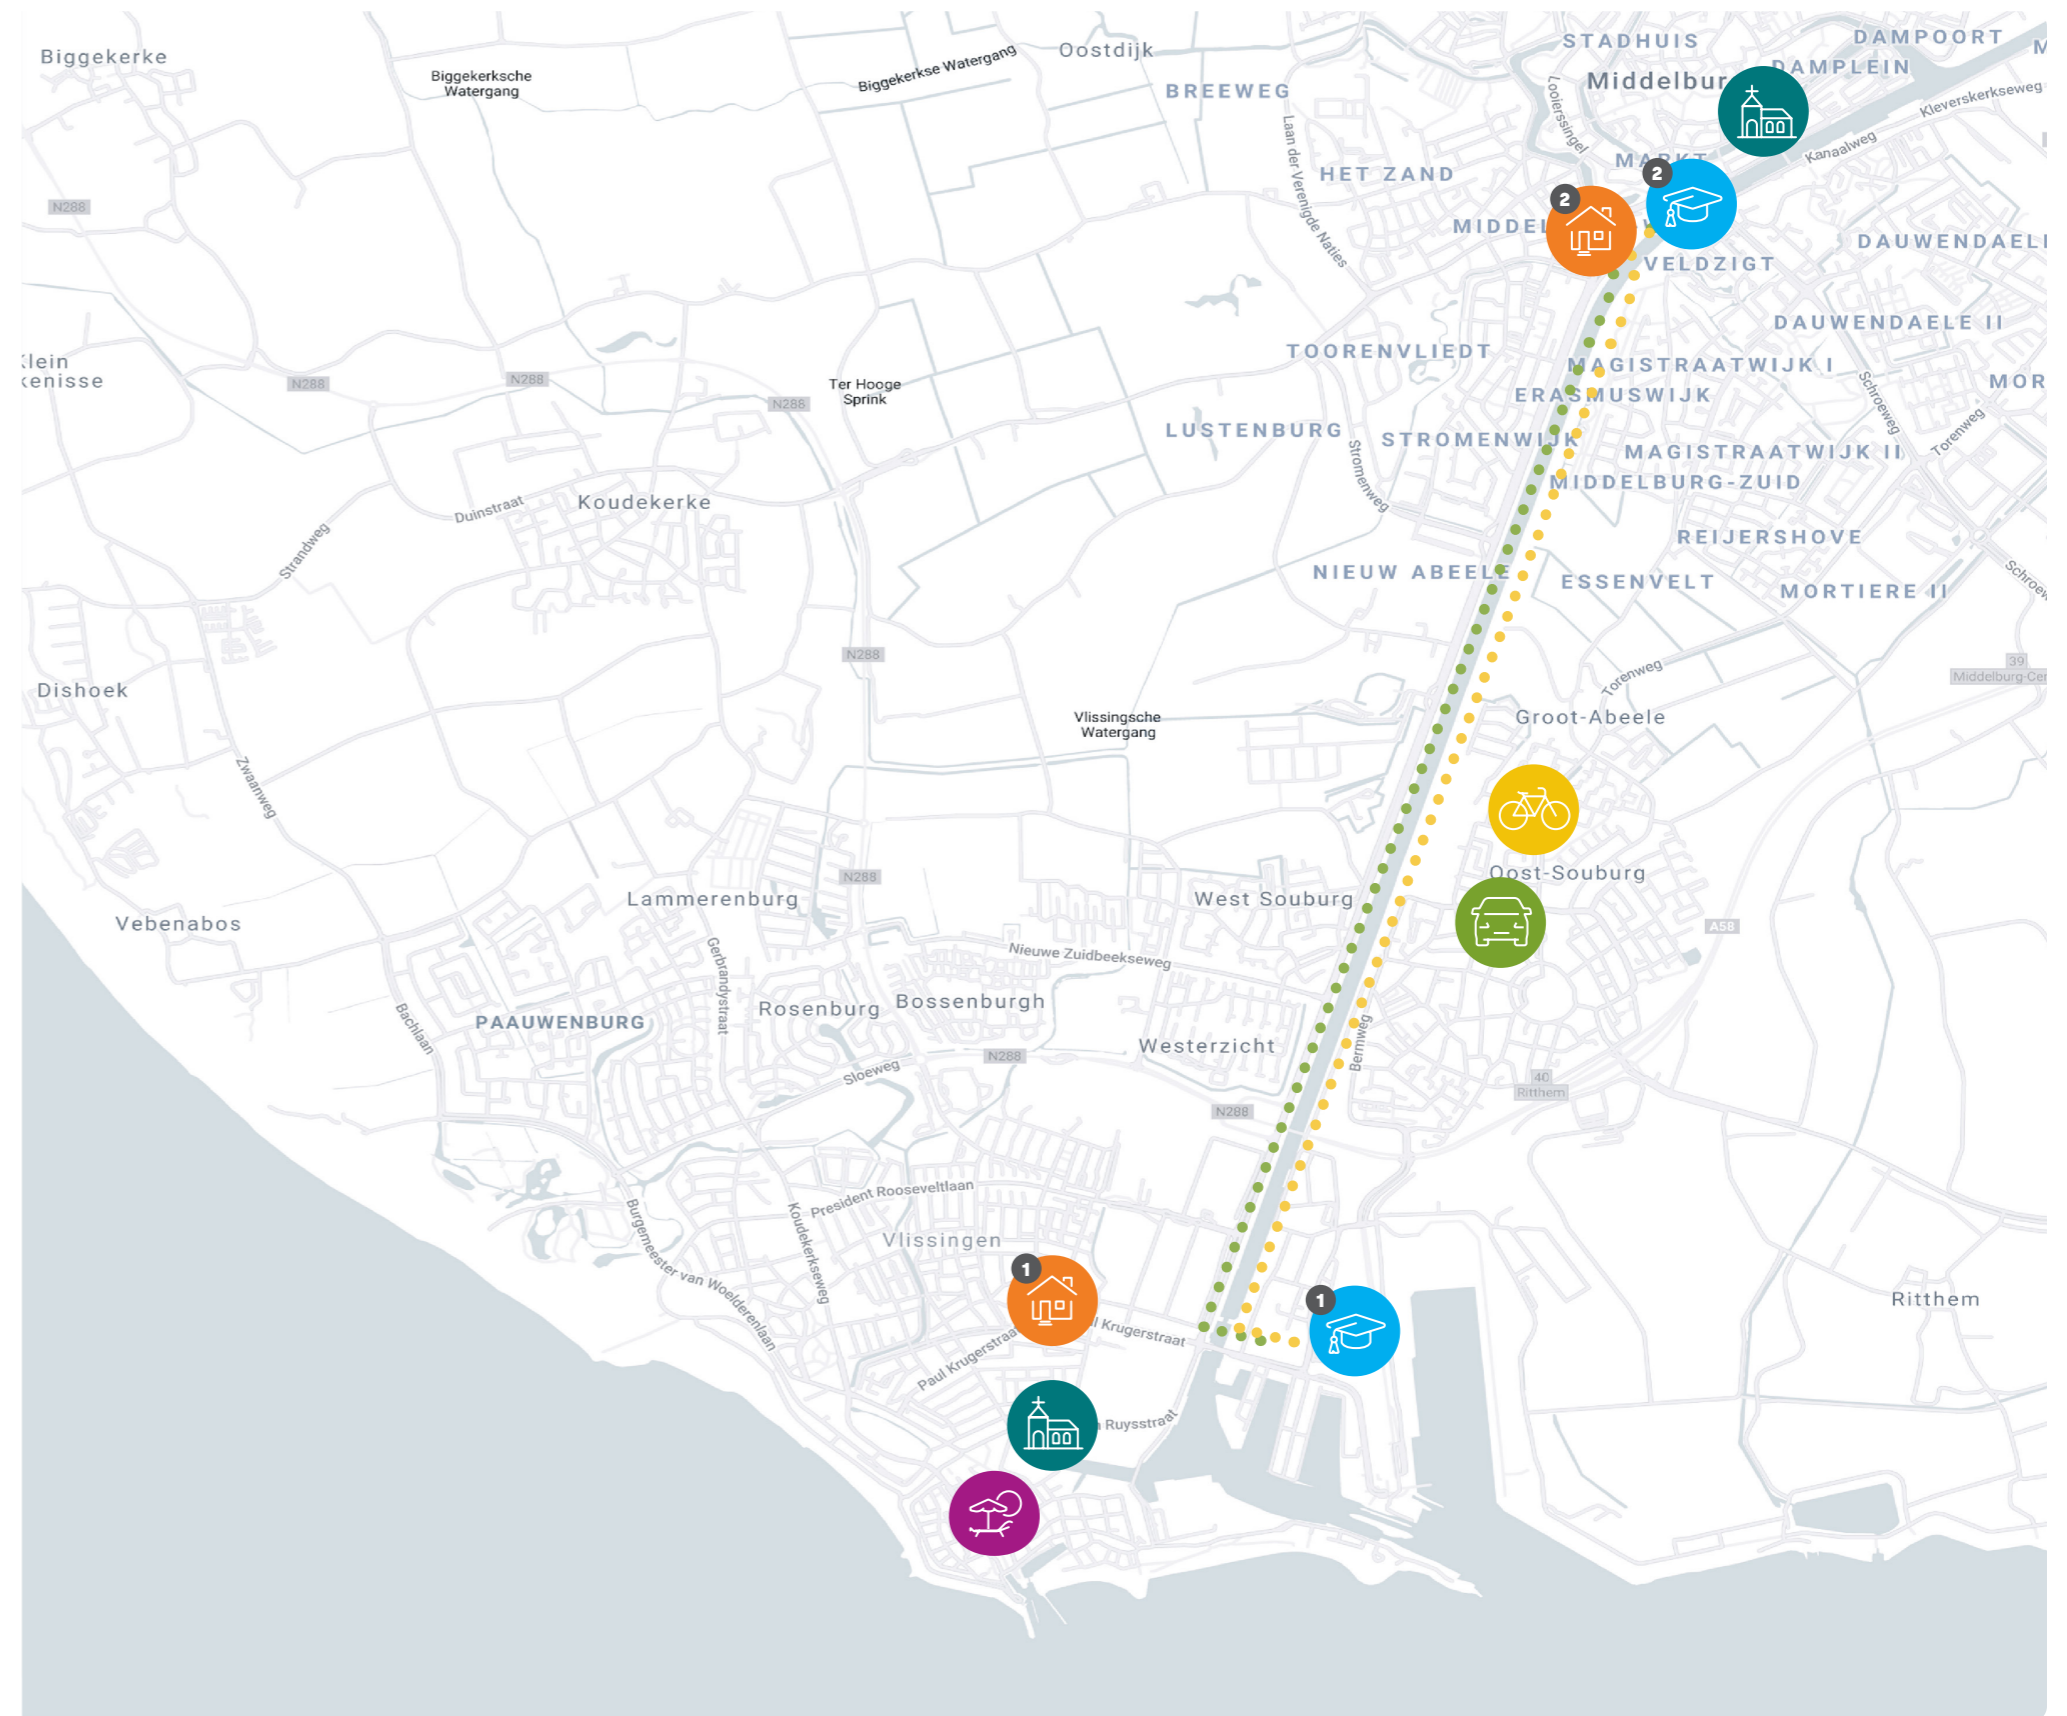 STADHUIS
DAMPOORT
Biggekerke
Oostdijk
Biggekerkse Watergang
DAMPLEIN
Biggekerksche
Watergang
Middelbur
BREEWEG
Looierssingel
Kleverskerkseweg
Laan der Verenigde Naties
Kanaalweg
MARKT
HET ZAND
2
2
N288
MIDDEL
DAUWENDAEL
VELDZIGT
DAUWENDAELE II
TOORENVLIEDT
Klein
kenisse
MAGISTRAATWIJK I
N288
N288
Ter Hooge
Sprink
MOR
ERASMUSWIJK
N288
Schroeweg
Torenweg
LUSTENBURG
STROMENWIJK
MAGISTRAATWIJK II
Stromenweg
MIDDELBURG-ZUID
Koudekerke
Duinstraat
Strandweg
REIJERSHOVE
NIEUW ABEELE
ESSENVELT
MORTIERE II
Schroew
N288
39
Middelburg-Cen
Torenweg
Dishoek
Vlissingsche
Watergang
Groot-Abeele
Zwaanweg
N288
Oost-Souburg
Lammerenburg
West Souburg
Vebenabos
A58
Gerbrandystraat
Nieuwe Zuidbeekseweg
Rosenburg
Bossenburgh
PAAUWENBURG
Bachlaan
Bermweg
Westerzicht
N288
Sloeweg
40
Ritthem
N288
President Rooseveltlaan
Koudekerkseweg
Burgemeester van Woelderenlaan
Vlissingen
1
1
Ritthem
l Krugerstraat
Paul Krugerstraat
Ruysstraat